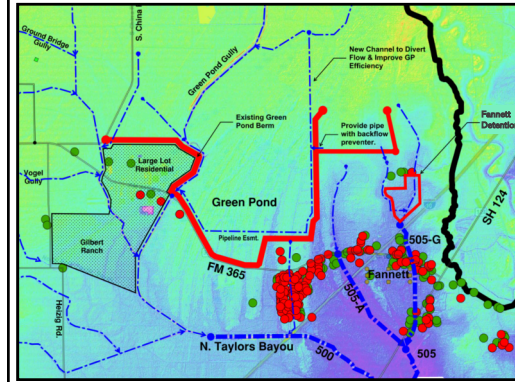 Ground Bridge
Gully
S. China
Green Pond Gully
New Channel to Divert
Flow & Improve GP
Efficiency
Existing Green
Pond Berm
Provide pipe
with backflow
preventer.
Fannett
Detention
Large Lot
Residential
Vogel
Gully
Green Pond
SH 124
Gilbert
Ranch
Pipeline Esmt.
505-G
FM 365
Fannett
505-A
Heizig Rd.
N. Taylors Bayou
500
505